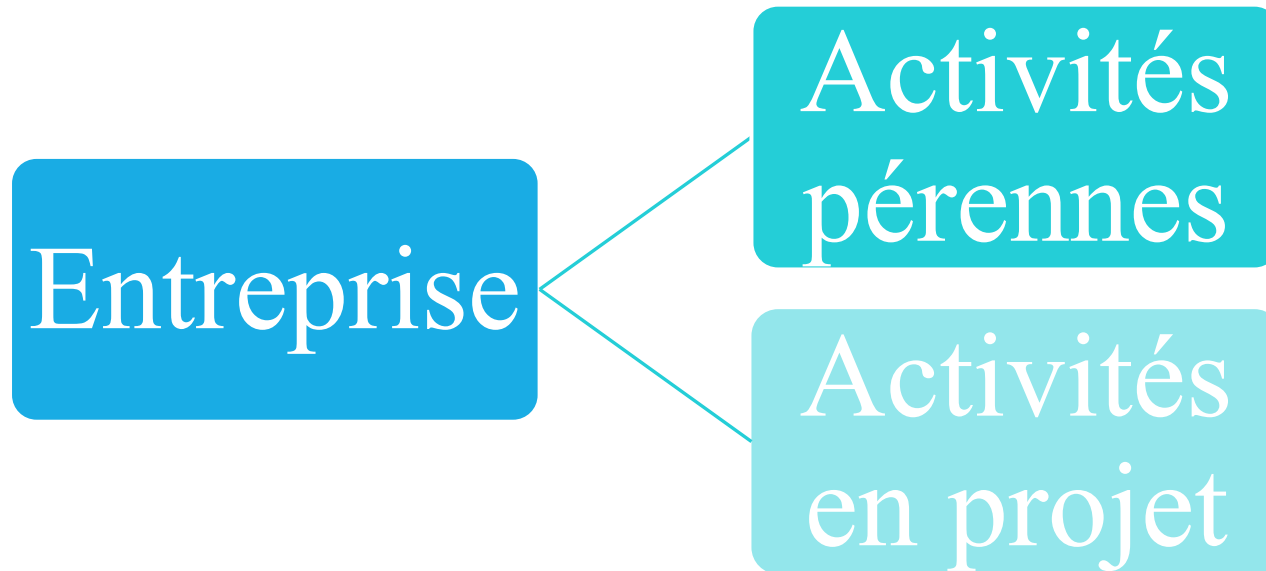 Entreprise
Activités
pérennes
Activités
en projet